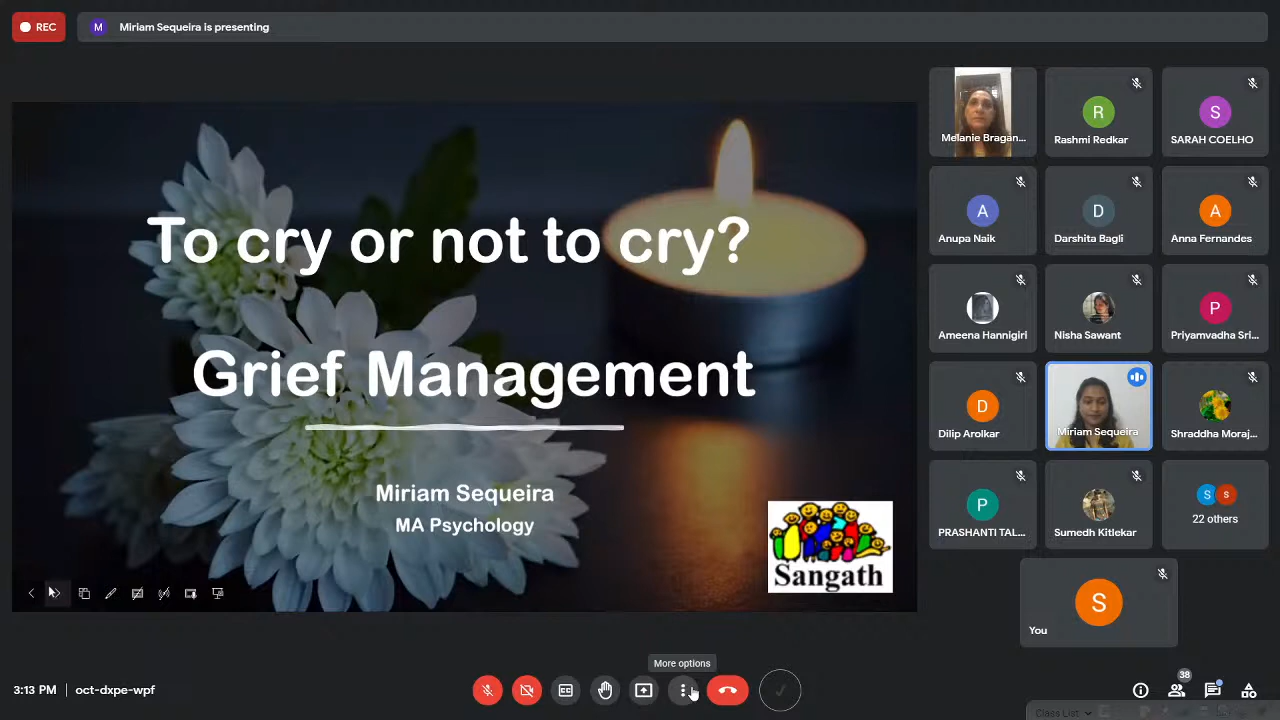 REC
M
Miriam Sequeira is presenting
To cry or not to cry?
Grief Management
Miriam Sequeira
MA Psychology
Sangath
Melanie Bragan...
R
Rashmi Redkar
S
SARAH COELHO
A
Anupa Naik
D
Darshita Bagli
A
Anna Fernandes
Ameena Hannigiri
Nisha Sawant
P
Priyamvadha Sri...
D
Dilip Arolkar
Miriam Sequeira
Shraddha Moraj...
P
PRASHANTI TAL...
Sumedh Kitlekar
S s
22 others
S
You
More options
3:13 PM | oct-dxpe-wpf
CC
38
Class List